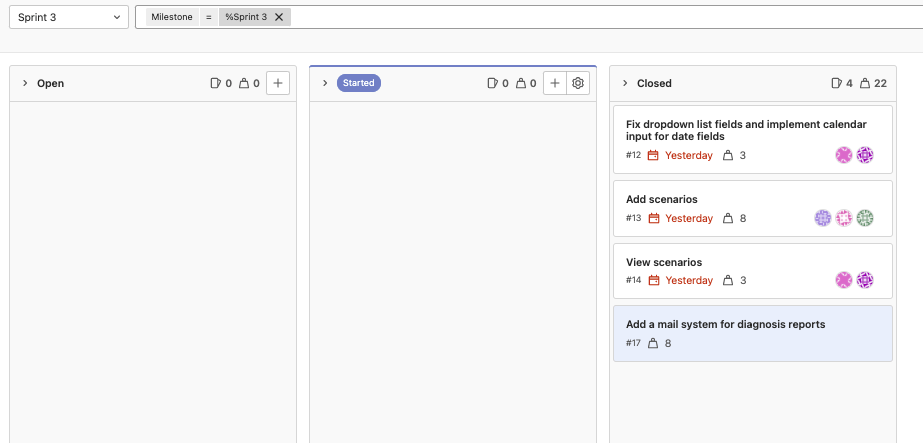 Sprint 3
Milestone = %Sprint 3
Open 0 0
Started 0 0
Closed 4 22
Fix dropdown list fields and implement calendar
input for date fields
#12 Yesterday 3
Add scenarios
#13 Yesterday 8
View scenarios
#14 Yesterday 3
Add a mail system for diagnosis reports
#17 8